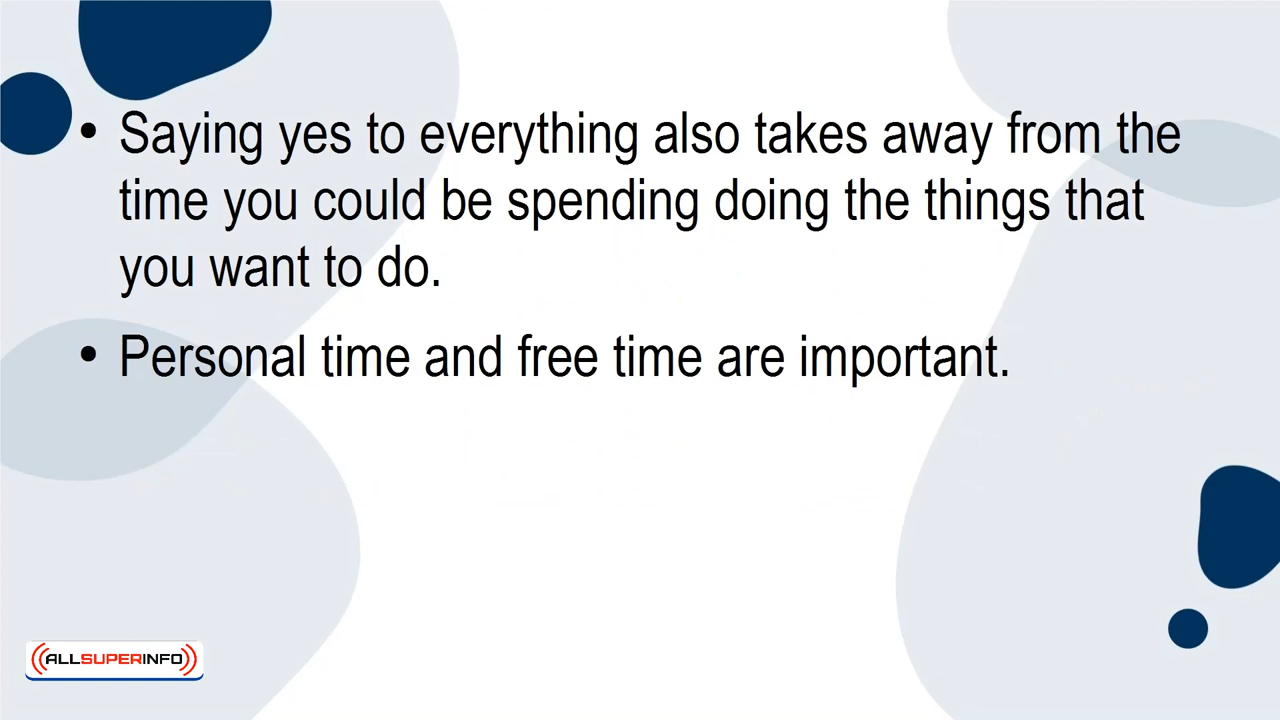 • Saying yes to everything also takes away from the
time you could be spending doing the things that
you want to do.
• Personal time and free time are important.
ALLSUPERINFO